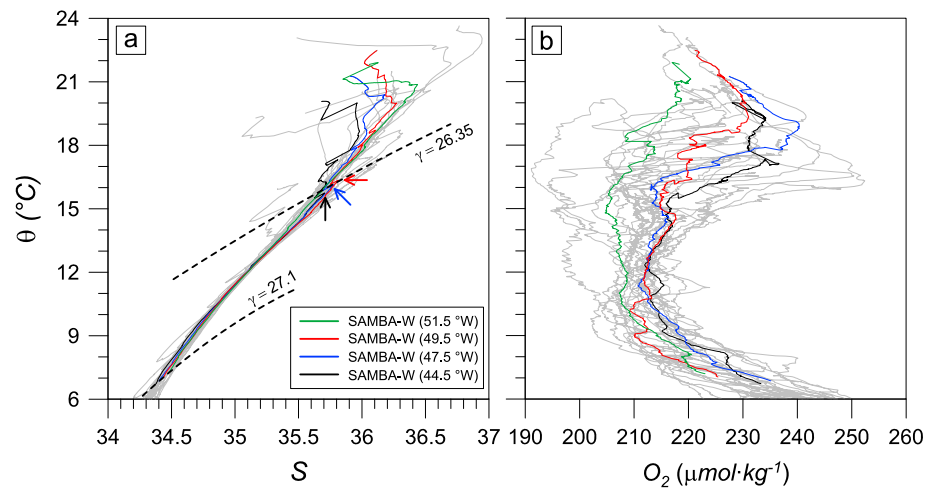 a
b
24
21
18
15
12
9
6
θ (°C)
γ = 26.35
γ = 27.1
SAMBA-W (51.5 °W)
SAMBA-W (49.5 °W)
SAMBA-W (47.5 °W)
SAMBA-W (44.5 °W)
34 34.5 35 35.5 36 36.5 37
S
190 200 210 220 230 240 250 260
O2 (μmol·kg-1)